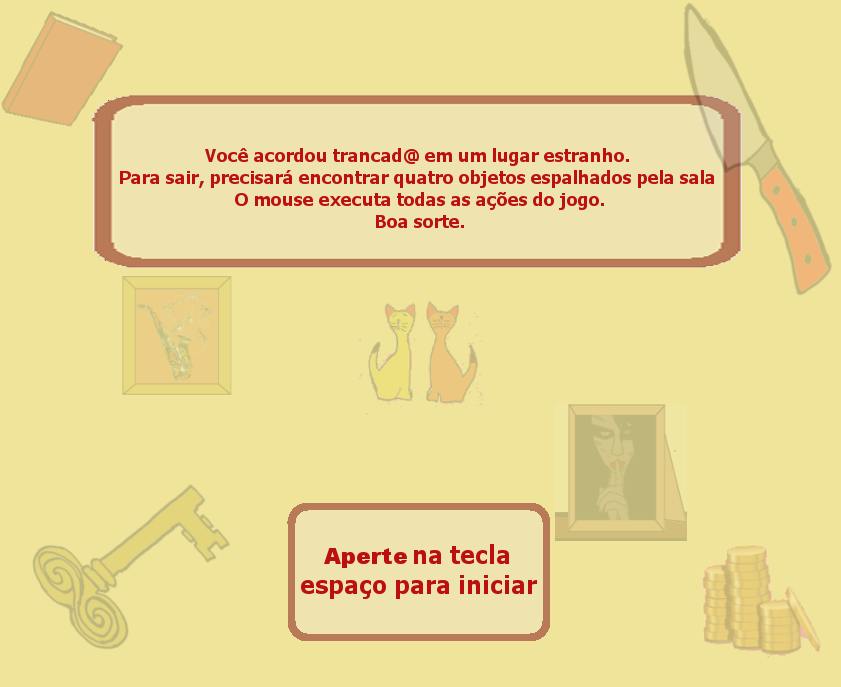 Você acordou trancad@ em um lugar estranho.
Para sair, precisará encontrar quatro objetos espalhados pela sala
O mouse executa todas as ações do jogo.
Boa sorte.
Aperte na tecla
espaço para iniciar